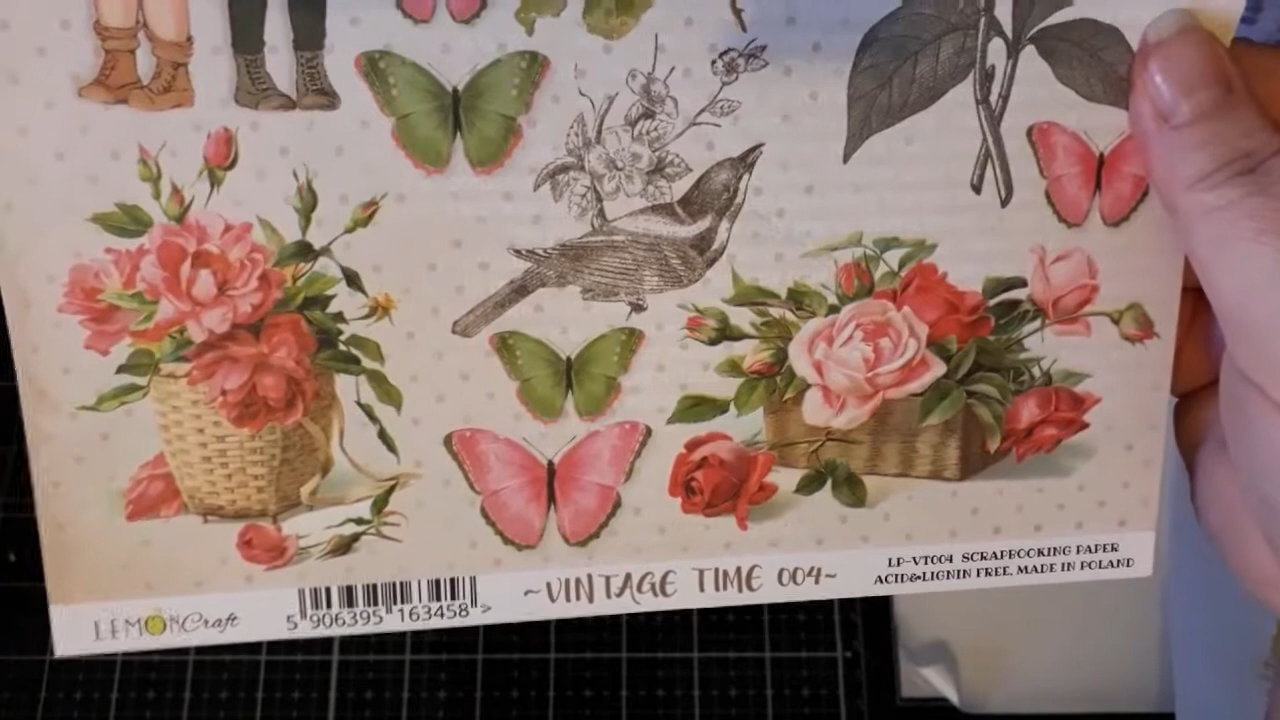 LEMONCraft
5 906395 163458 >
~VINTAGE TIME 004~
LP-VT004 SCRAPBOOKING PAPER
ACID&LIGNIN FREE, MADE IN POLAND